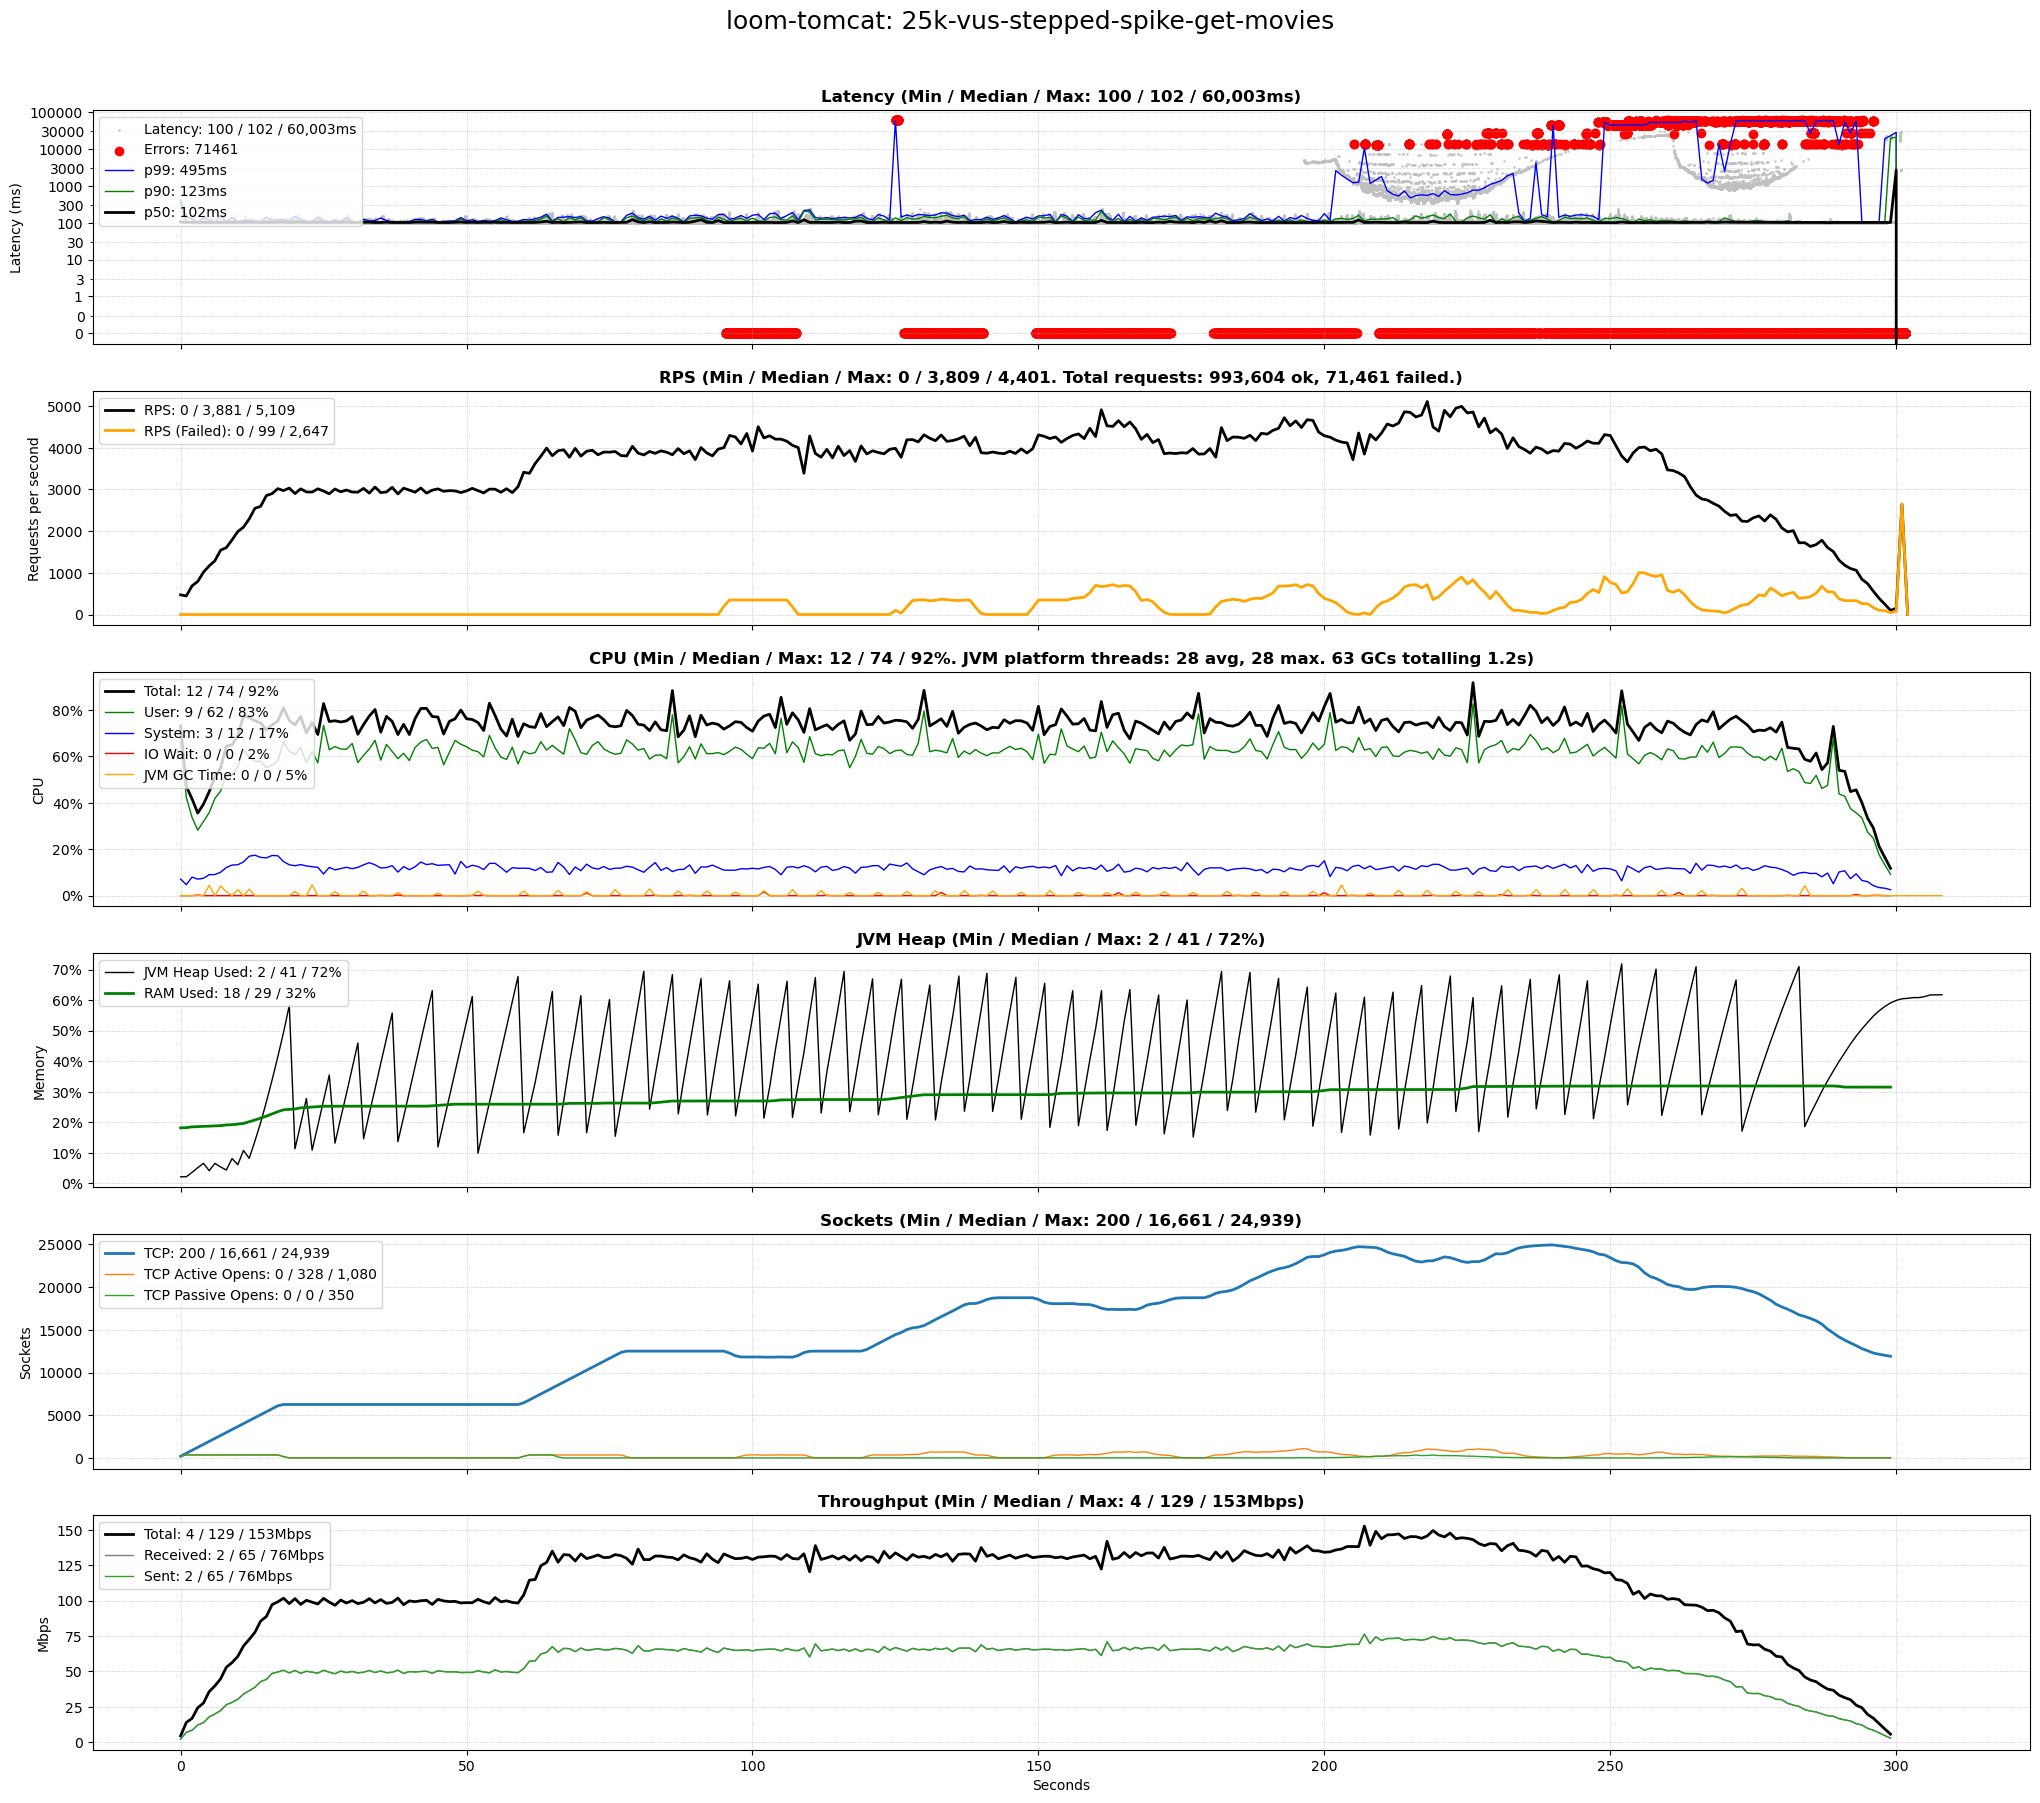 loom-tomcat: 25k-vus-stepped-spike-get-movies
Latency (Min / Median / Max: 100 / 102 / 60,003ms)
Latency (ms)
100000
30000
10000
3000
1000
300
100
30
10
3
1
0
0
Latency: 100 / 102 / 60,003ms
Errors: 71461
p99: 495ms
p90: 123ms
p50: 102ms
RPS (Min / Median / Max: 0 / 3,809 / 4,401. Total requests: 993,604 ok, 71,461 failed.)
Requests per second
5000
4000
3000
2000
1000
0
RPS: 0 / 3,881 / 5,109
RPS (Failed): 0 / 99 / 2,647
CPU (Min / Median / Max: 12 / 74 / 92%. JVM platform threads: 28 avg, 28 max. 63 GCs totalling 1.2s)
CPU
80%
60%
40%
20%
0%
Total: 12 / 74 / 92%
User: 9 / 62 / 83%
System: 3 / 12 / 17%
IO Wait: 0 / 0 / 2%
JVM GC Time: 0 / 0 / 5%
JVM Heap (Min / Median / Max: 2 / 41 / 72%)
Memory
70%
60%
50%
40%
30%
20%
10%
0%
JVM Heap Used: 2 / 41 / 72%
RAM Used: 18 / 29 / 32%
Sockets (Min / Median / Max: 200 / 16,661 / 24,939)
Sockets
25000
20000
15000
10000
5000
0
TCP: 200 / 16,661 / 24,939
TCP Active Opens: 0 / 328 / 1,080
TCP Passive Opens: 0 / 0 / 350
Throughput (Min / Median / Max: 4 / 129 / 153Mbps)
Mbps
150
125
100
75
50
25
0
Total: 4 / 129 / 153Mbps
Received: 2 / 65 / 76Mbps
Sent: 2 / 65 / 76Mbps
0 50 100 150 200 250 300
Seconds